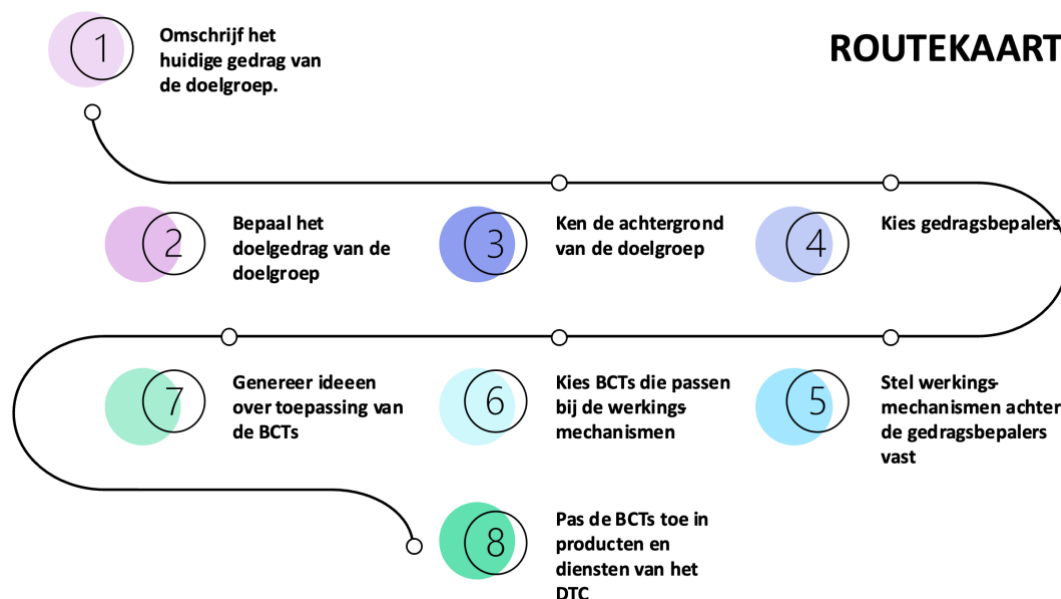 ROUTEKAART
1
Omschrijf het
huidige gedrag van
de doelgroep.
2
Bepaal het
doelgedrag van de
doelgroep
3
Ken de achtergrond
van de doelgroep
4
Kies gedragsbepalers
5
Stel werkings-
mechanismen achter
de gedragsbepalers
vast
6
Kies BCTs die passen
bij de werkings-
mechanismen
7
Genereer ideeen
over toepassing van
de BCTs
8
Pas de BCTs toe in
producten en
diensten van het
DTC